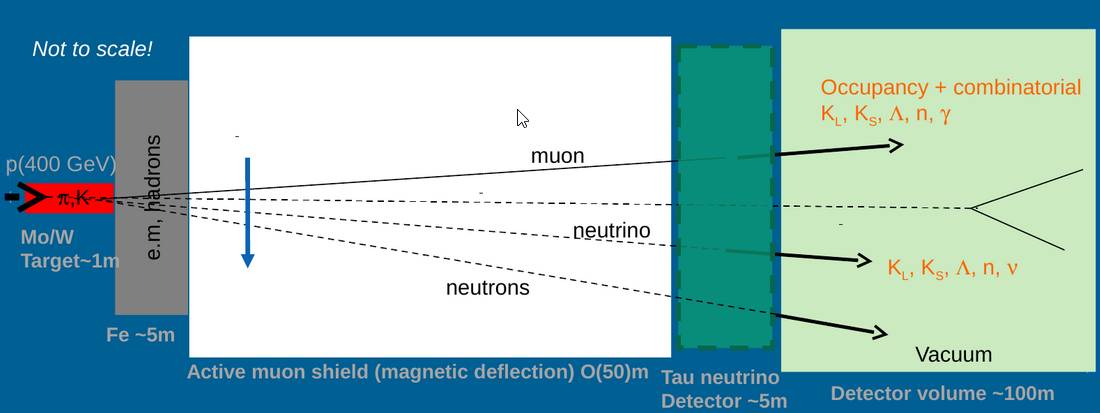 Not to scale!
p(400 GeV)
π,K
Mo/W
Target~1m
e.m, hadrons
Fe ~5m
muon
neutrino
neutrons
Active muon shield (magnetic deflection) O(50)m
Tau neutrino
Detector ~5m
Occupancy + combinatorial
KL, KS, Λ, n, γ
KL, KS, Λ, n, ν
Vacuum
Detector volume ~100m